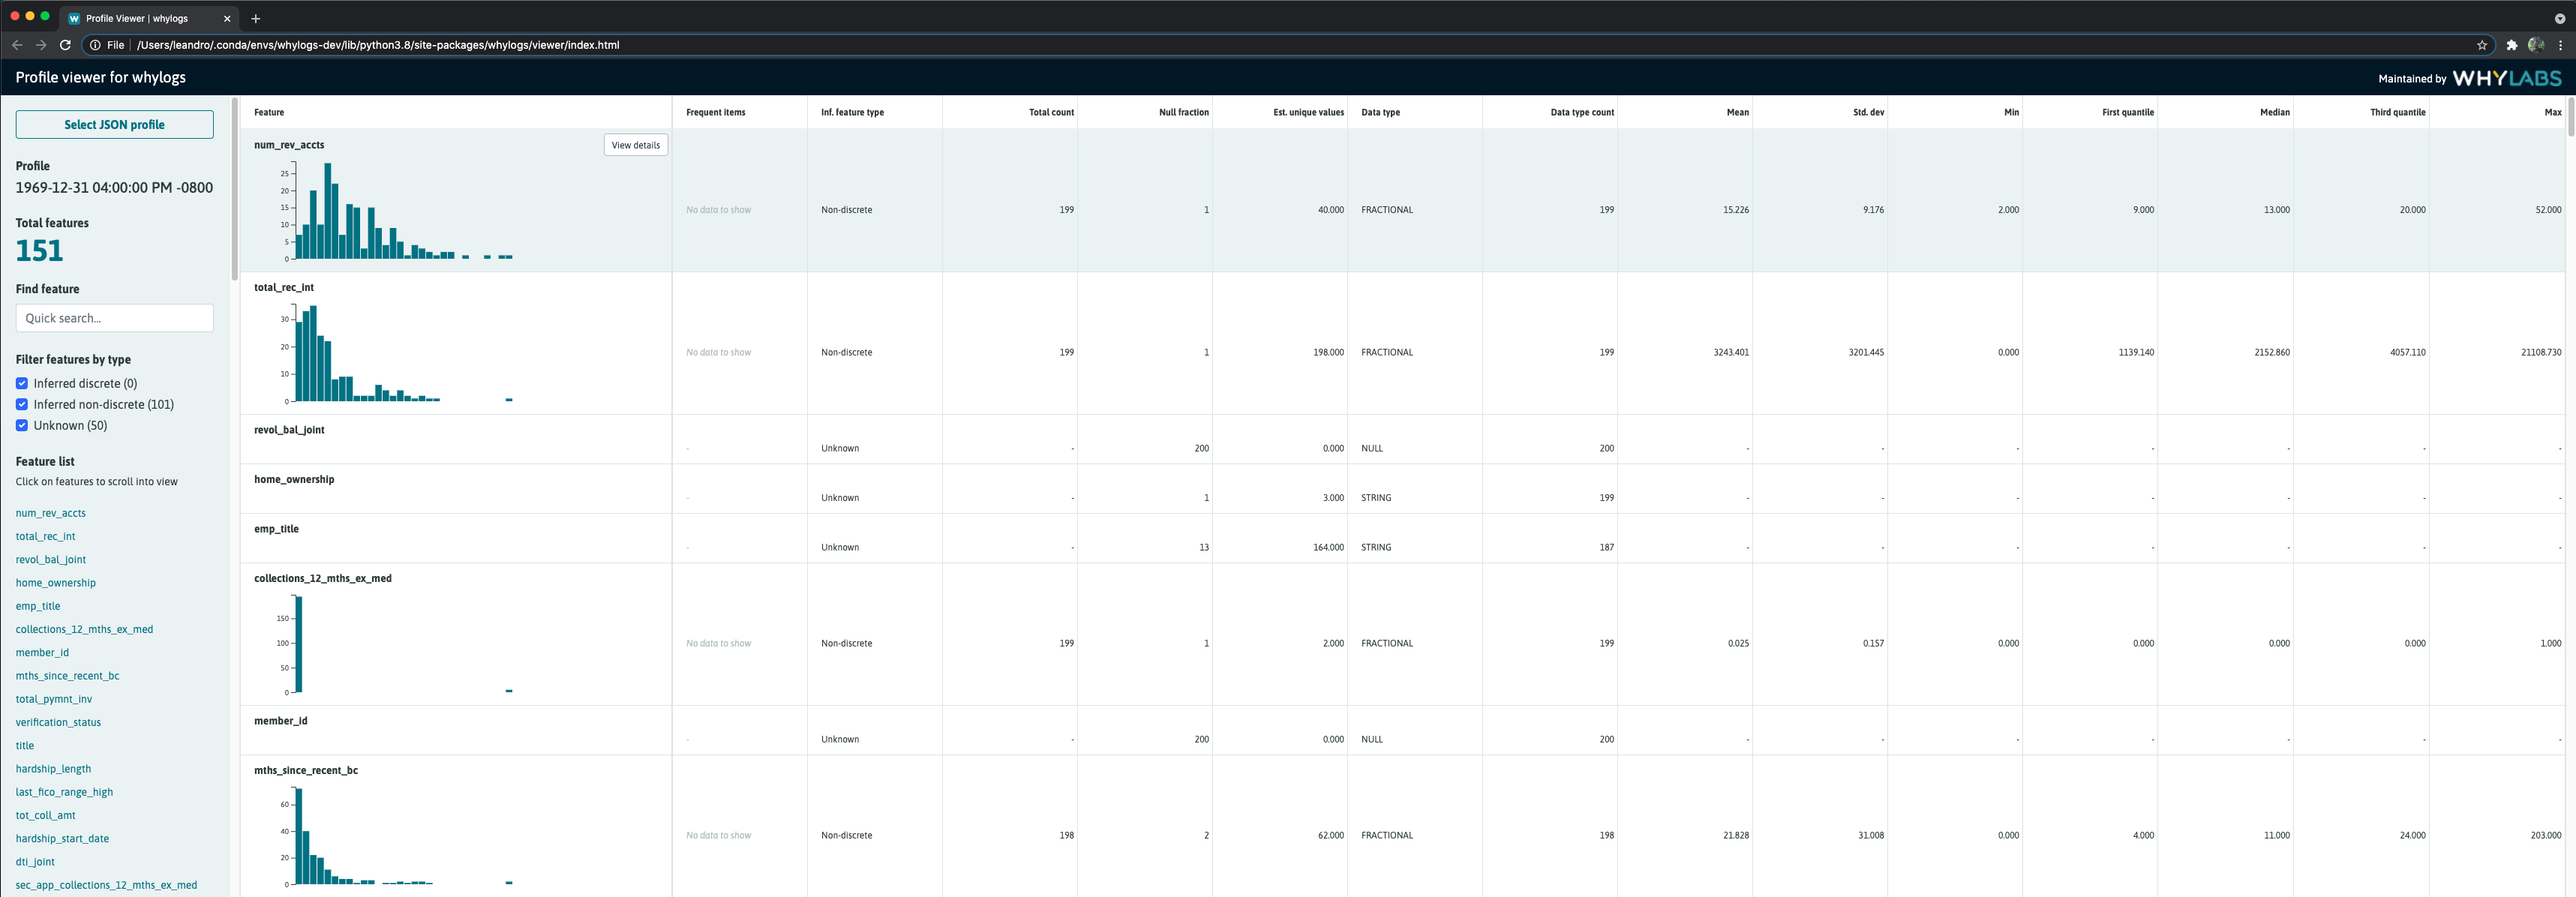 Profile Viewer | whylogs
File /Users/leandro/.conda/envs/whylogs-dev/lib/python3.8/site-packages/whylogs/viewer/index.html
Profile viewer for whylogs
Maintained by WHYLABS
Select JSON profile
Profile
1969-12-31 04:00:00 PM -0800
Total features
151
Find feature
Quick search...
Filter features by type
Inferred discrete (0)
Inferred non-discrete (101)
Unknown (50)
Feature list
Click on features to scroll into view
num_rev_accts
total_rec_int
revol_bal_joint
home_ownership
emp_title
collections_12_mths_ex_med
member_id
mths_since_recent_bc
total_pymnt_inv
verification_status
title
hardship_length
last_fico_range_high
tot_coll_amt
hardship_start_date
dti_joint
sec_app_collections_12_mths_ex_med
Feature Frequent items Inf. feature type Total count Null fraction Est. unique values Data type Data type count Mean Std. dev Min First quantile Median Third quantile Max
num_rev_accts View details
25
20
15
10
5
0
No data to show Non-discrete 199 1 40.000 FRACTIONAL 199 15.226 9.176 2.000 9.000 13.000 20.000 52.000
total_rec_int
30
20
10
0
No data to show Non-discrete 199 1 198.000 FRACTIONAL 199 3243.401 3201.445 0.000 1139.140 2152.860 4057.110 21108.730
revol_bal_joint
- Unknown - 200 0.000 NULL 200 - - - - - - -
home_ownership
- Unknown - 1 3.000 STRING 199 - - - - - - -
emp_title
- Unknown - 13 164.000 STRING 187 - - - - - - -
collections_12_mths_ex_med
150
100
50
0
No data to show Non-discrete 199 1 2.000 FRACTIONAL 199 0.025 0.157 0.000 0.000 0.000 0.000 1.000
member_id
- Unknown - 200 0.000 NULL 200 - - - - - - -
mths_since_recent_bc
60
40
20
0
No data to show Non-discrete 198 2 62.000 FRACTIONAL 198 21.828 31.008 0.000 4.000 11.000 24.000 203.000